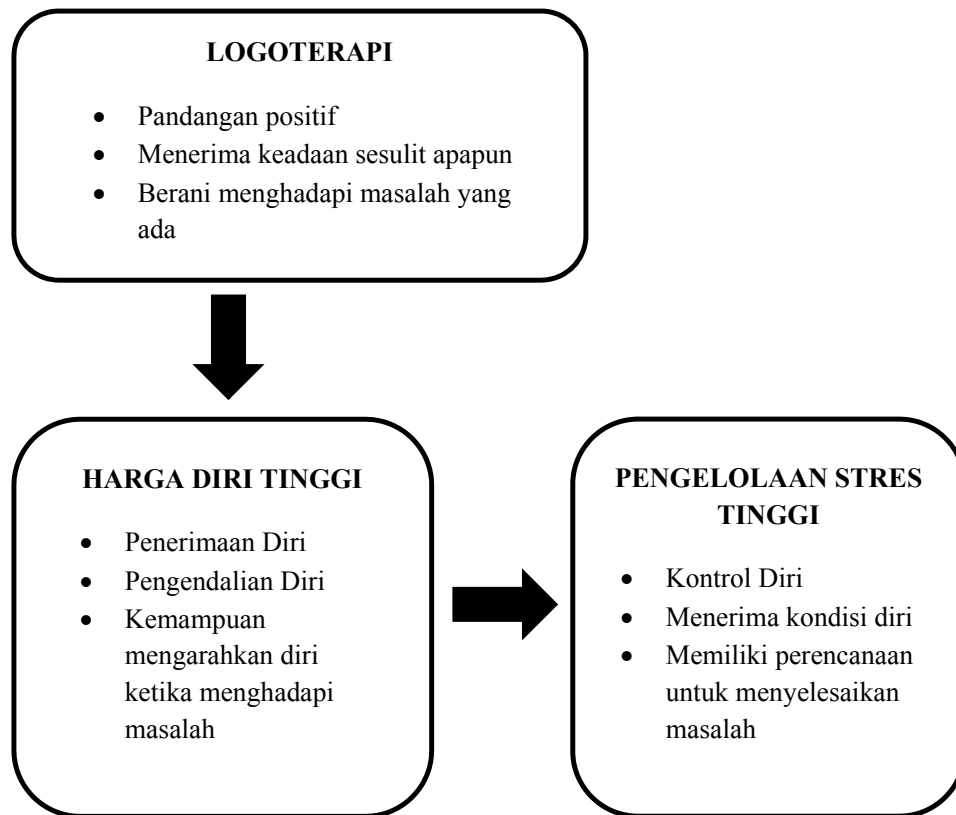 LOGOTERAPI
• Pandangan positif
• Menerima keadaan sesulit apapun
• Berani menghadapi masalah yang
ada
HARGA DIRI TINGGI
• Penerimaan Diri
• Pengendalian Diri
• Kemampuan
mengarahkan diri
ketika menghadapi
masalah
PENGELOLAAN STRES
TINGGI
• Kontrol Diri
• Menerima kondisi diri
• Memiliki perencanaan
untuk menyelesaikan
masalah